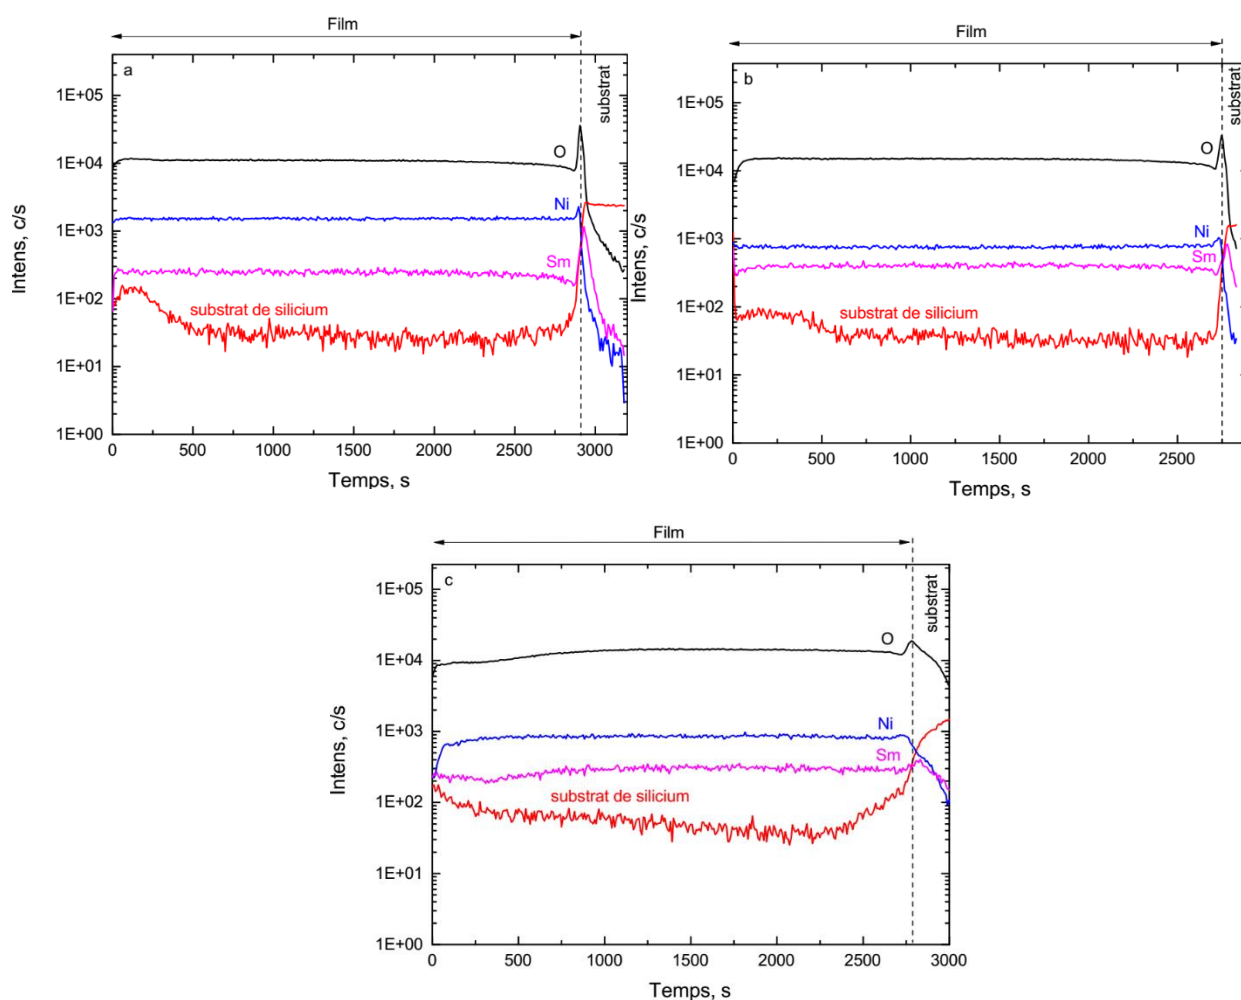 Film
a
substrat
1E+05
1E+04
1E+03
1E+02
1E+01
1E+00
O
Ni
Sm
substrat de silicium
Intens, c/s
0 500 1000 1500 2000 2500 3000
Temps, s
Film
b
substrat
1E+05
1E+04
1E+03
1E+02
1E+01
1E+00
O
Ni
Sm
substrat de silicium
Intens, c/s
0 500 1000 1500 2000 2500
Temps, s
Film
c
substrat
1E+05
1E+04
1E+03
1E+02
1E+01
1E+00
O
Ni
Sm
substrat de silicium
Intens, c/s
0 500 1000 1500 2000 2500 3000
Temps, s